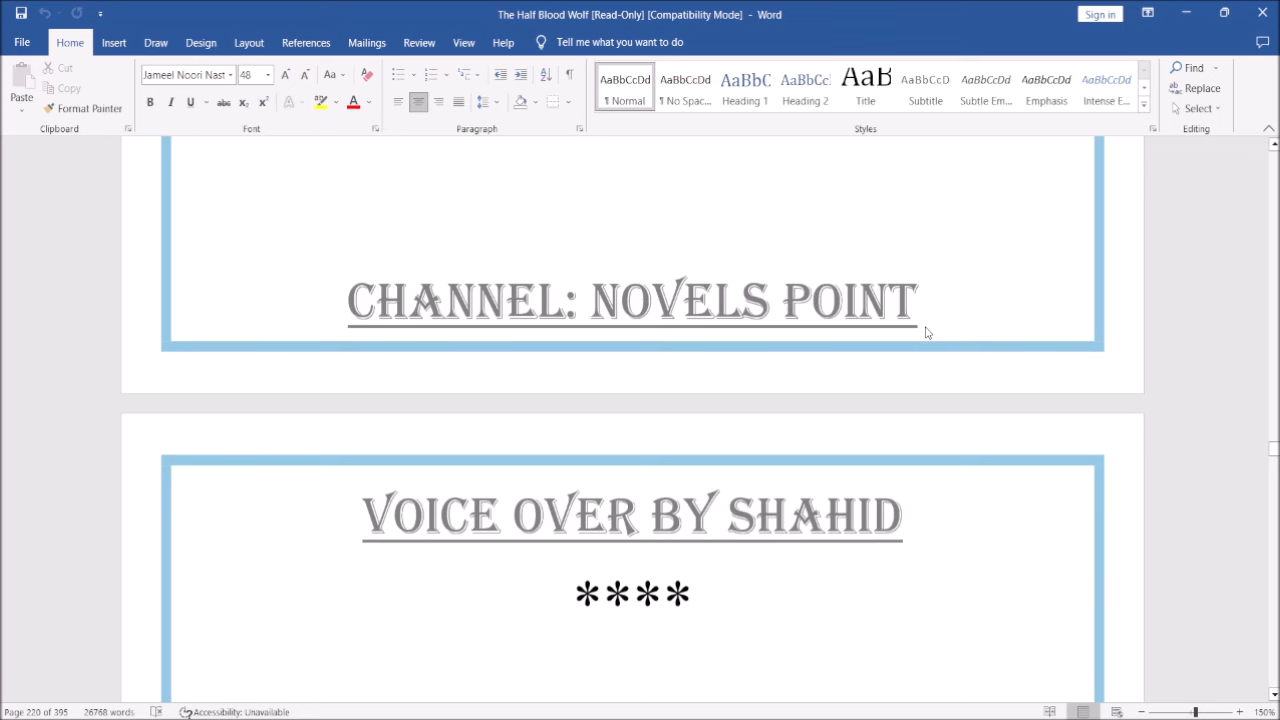 The Half Blood Wolf [Read-Only] [Compatibility Mode] - Word
Sign in
File Home Insert Draw Design Layout References Mailings Review View Help Tell me what you want to do
Paste
Cut
Copy
Format Painter
Clipboard
Jameel Noori Nast 48
Font
Paragraph
AaBbCcDd AaBbCcDd AaBbC AaBbCc AaB AaBbCcD AaBbCcDd AaBbCcDd AaBbCcDd
¶ Normal ¶ No Spac... Heading 1 Heading 2 Title Subtitle Subtle Em... Emphasis Intense E...
Styles
Find
Replace
Select
Editing
CHANNEL: NOVELS POINT
VOICE OVER BY SHAHID
****
Page 220 of 395 26768 words Accessibility: Unavailable 150%